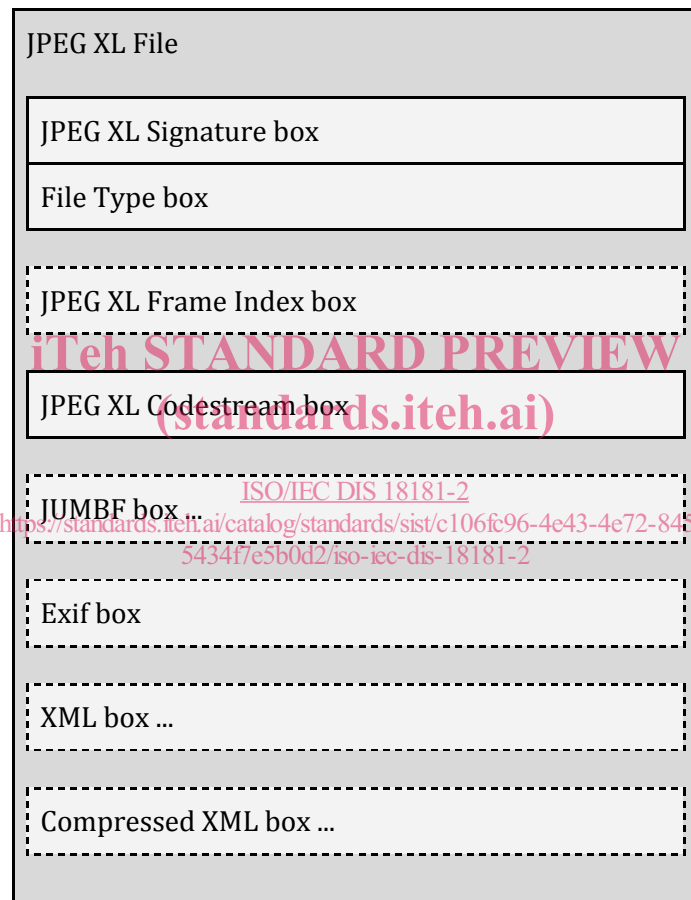 JPEG XL File
JPEG XL Signature box
File Type box
JPEG XL Frame Index box
iTeh STANDARD PREVIEW
JPEG XL Codestream box
(standards.iteh.ai)
ISO/IEC DIS 18181-2
JUMBF box ...
https://standards.iteh.ai/catalog/standards/sist/c106fc96-4e43-4e72-845
5434f7e5b0d2/iso-iec-dis-18181-2
Exif box
XML box ...
Compressed XML box ...